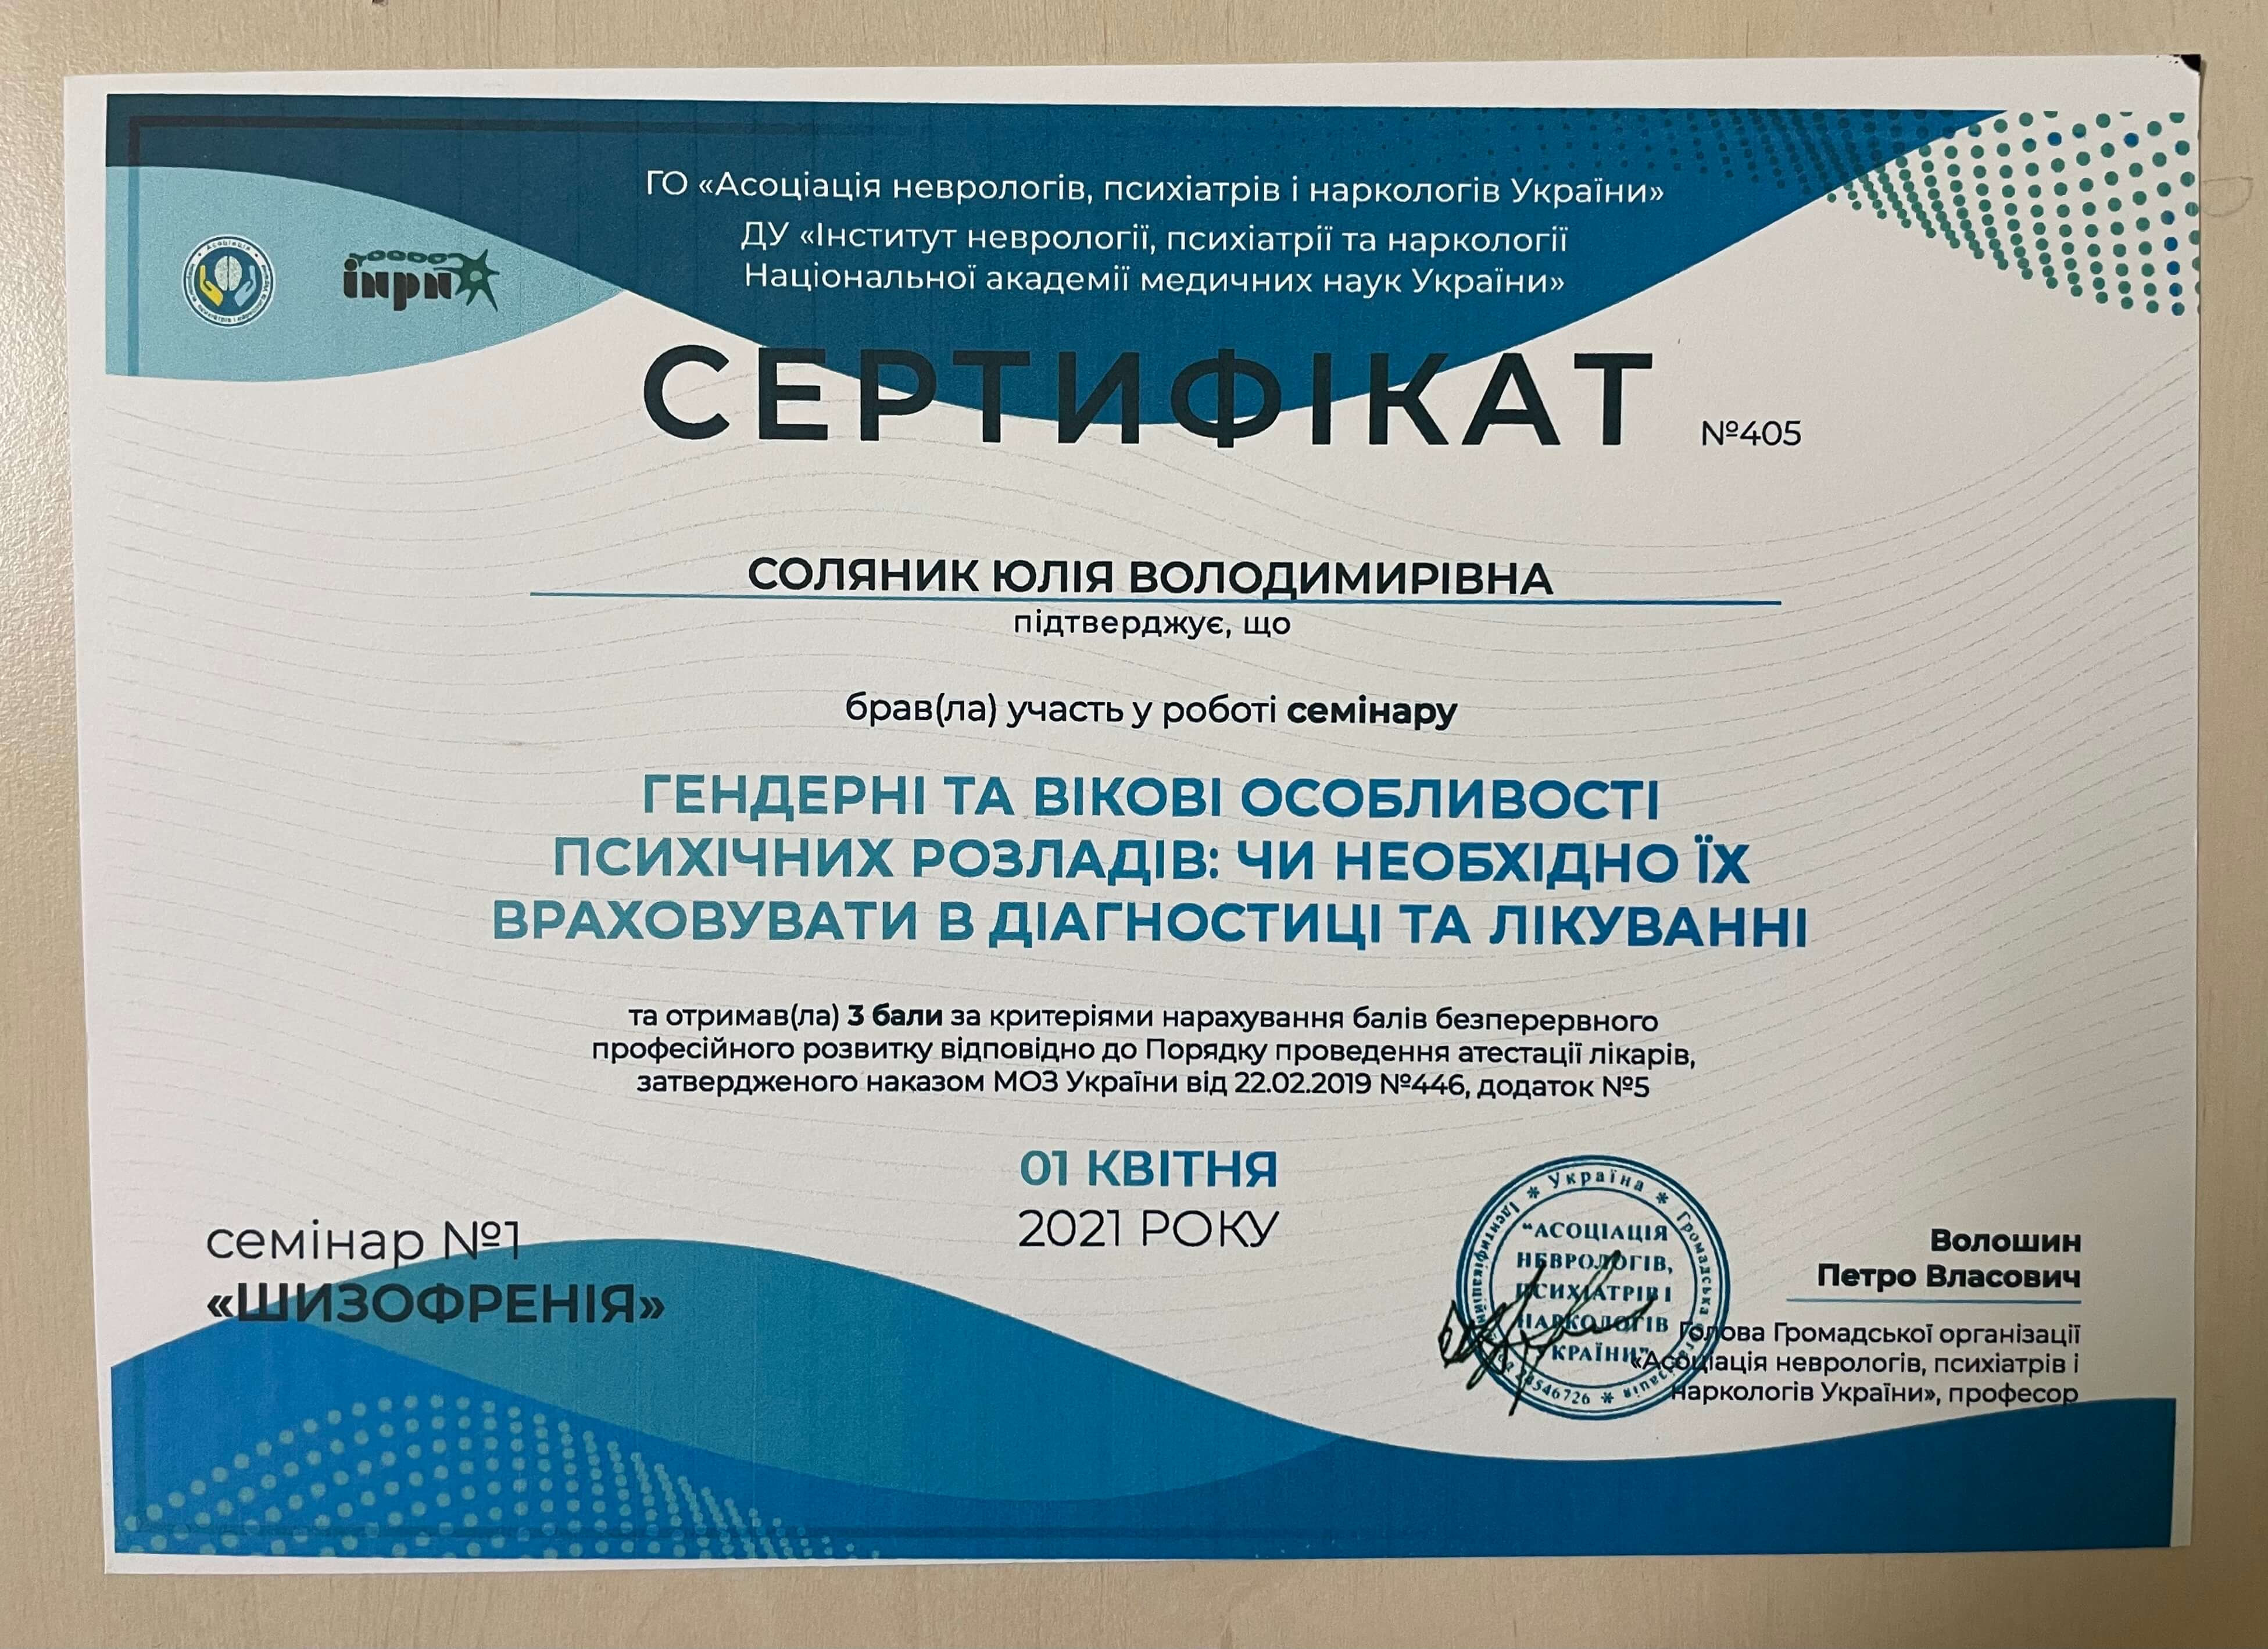 ГО «Асоціація неврологів, психіатрів і наркологів України»
ДУ «Інститут неврології, психіатрії та наркології
Національної академії медичних наук України»
інрн
СЕРТИФІКАТ №405
СОЛЯНИК ЮЛІЯ ВОЛОДИМИРІВНА
підтверджує, що
брав(ла) участь у роботі семінару
ГЕНДЕРНІ ТА ВІКОВІ ОСОБЛИВОСТІ
ПСИХІЧНИХ РОЗЛАДІВ: ЧИ НЕОБХІДНО ЇХ
ВРАХОВУВАТИ В ДІАГНОСТИЦІ ТА ЛІКУВАННІ
та отримав(ла) 3 бали за критеріями нарахування балів безперервного
професійного розвитку відповідно до Порядку проведення атестації лікарів,
затвердженого наказом МОЗ України від 22.02.2019 №446, додаток №5
01 КВІТНЯ
2021 РОКУ
семінар №1
«ШИЗОФРЕНІЯ»
Україна * Громадська організація *
"АСОЦІАЦІЯ
НЕВРОЛОГІВ,
ПСИХІАТРІВ І
НАРКОЛОГІВ
УКРАЇНИ"
Волошин
Петро Власович
Голова Громадської організації
«Асоціація неврологів, психіатрів і
наркологів України», професор